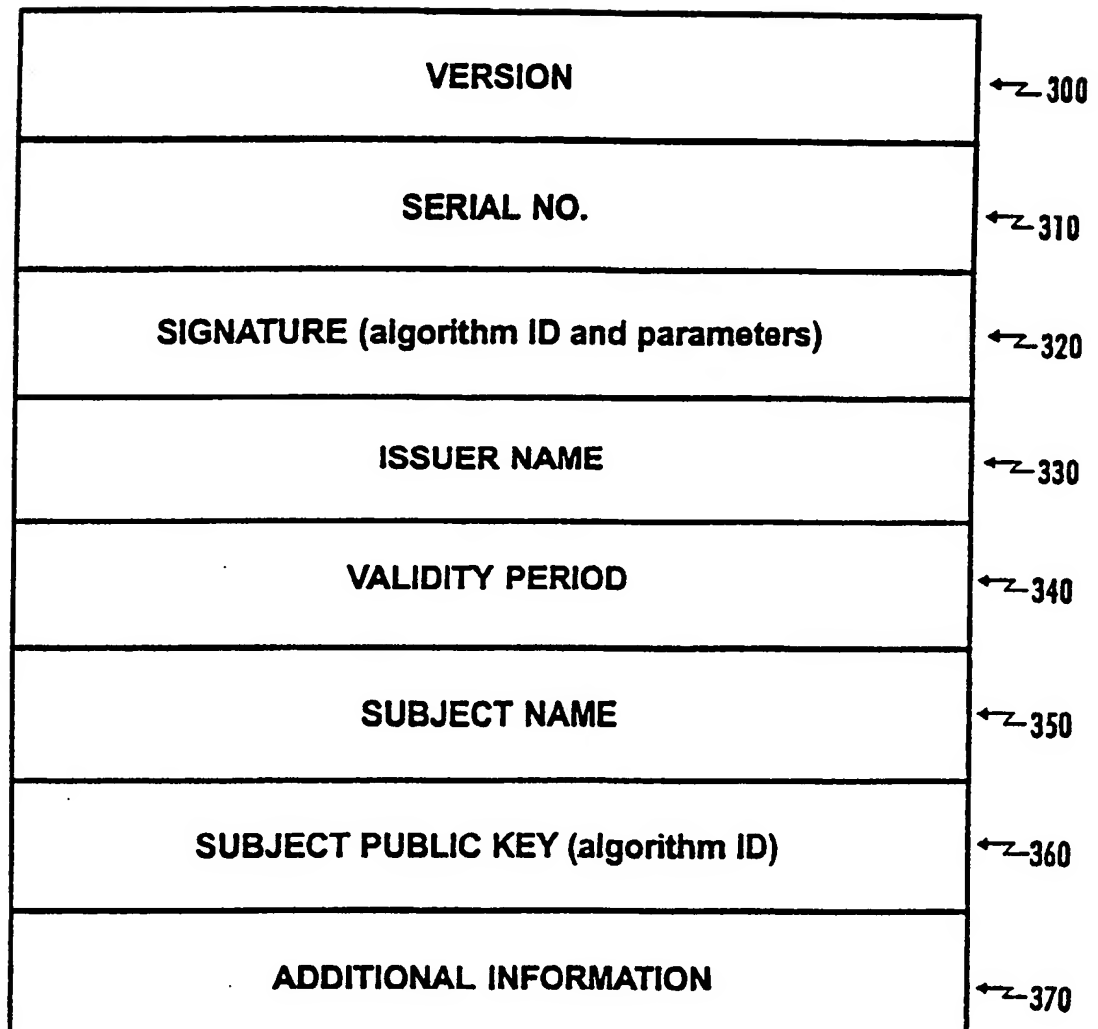 VERSION 300
SERIAL NO. 310
SIGNATURE (algorithm ID and parameters) 320
ISSUER NAME 330
VALIDITY PERIOD 340
SUBJECT NAME 350
SUBJECT PUBLIC KEY (algorithm ID) 360
ADDITIONAL INFORMATION 370